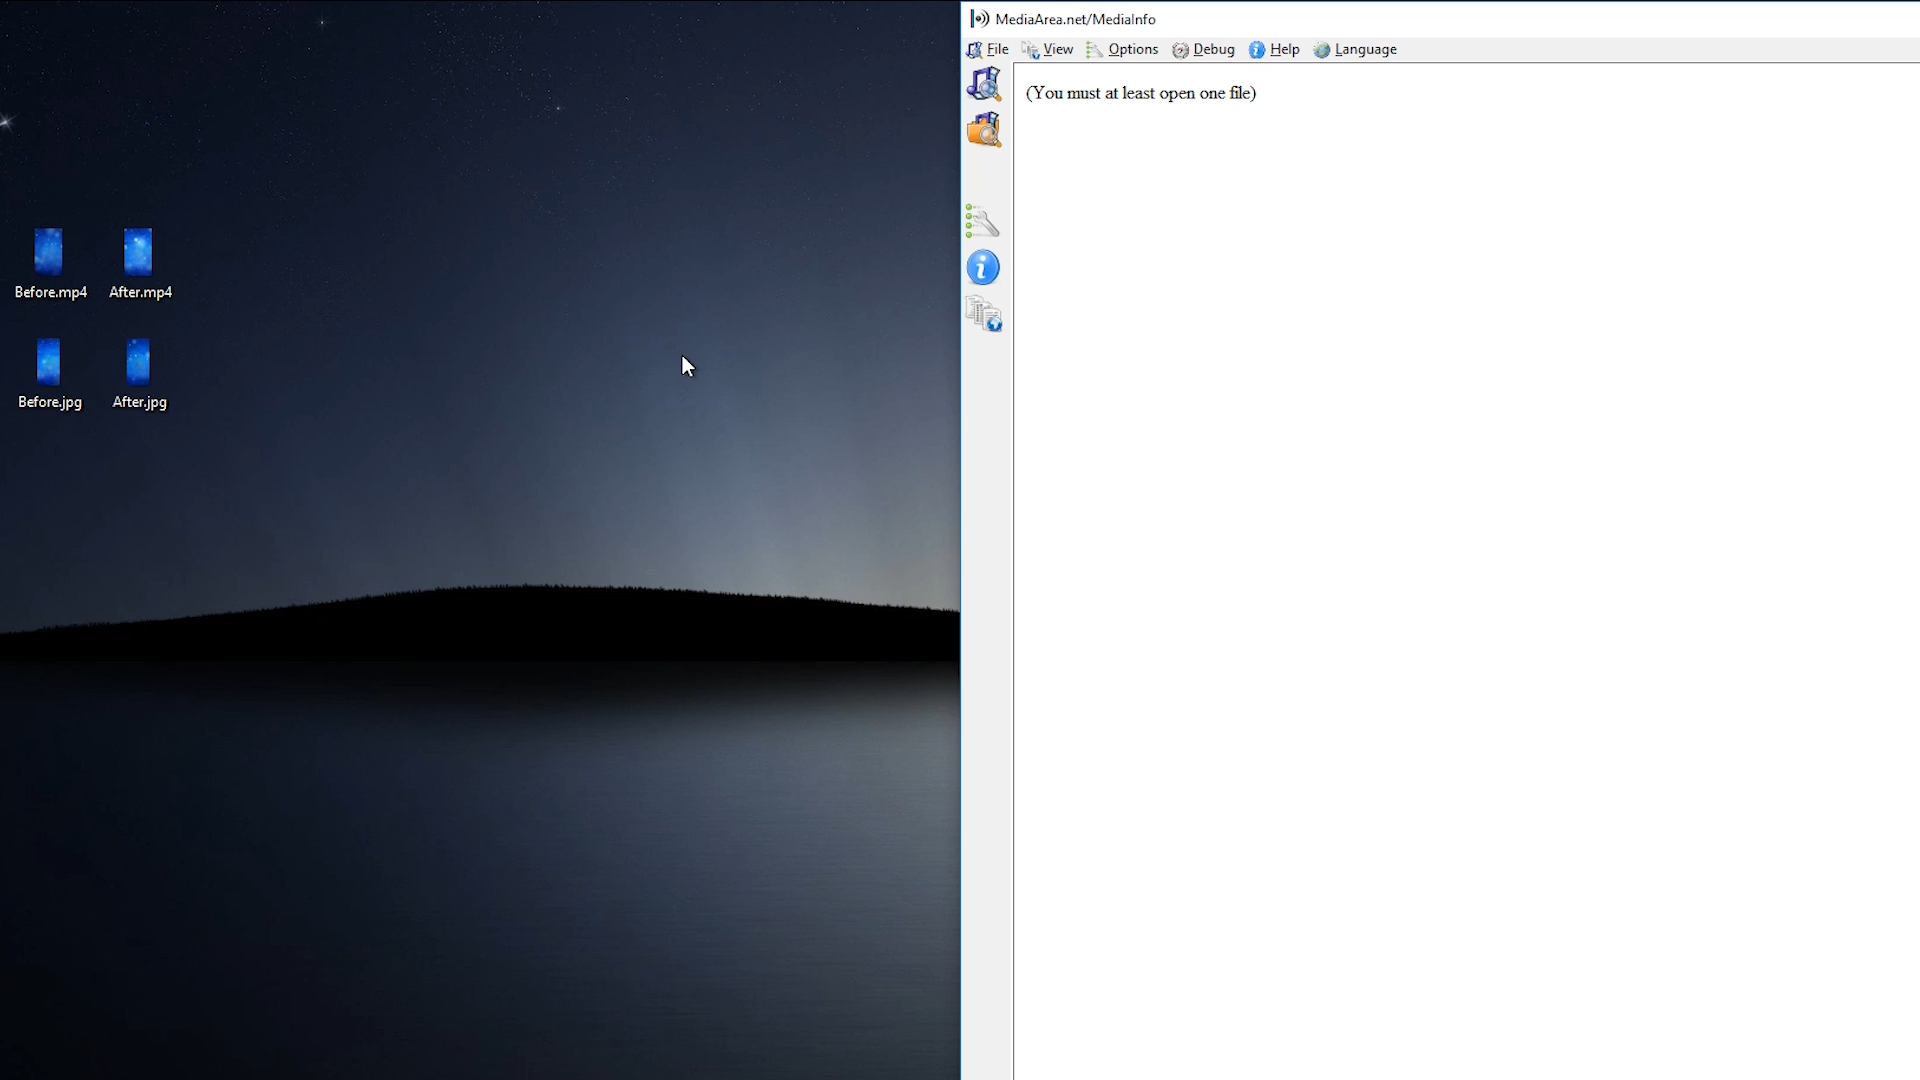 MediaArea.net/MediaInfo
File View Options Debug Help Language
(You must at least open one file)
Before.mp4 After.mp4
Before.jpg After.jpg